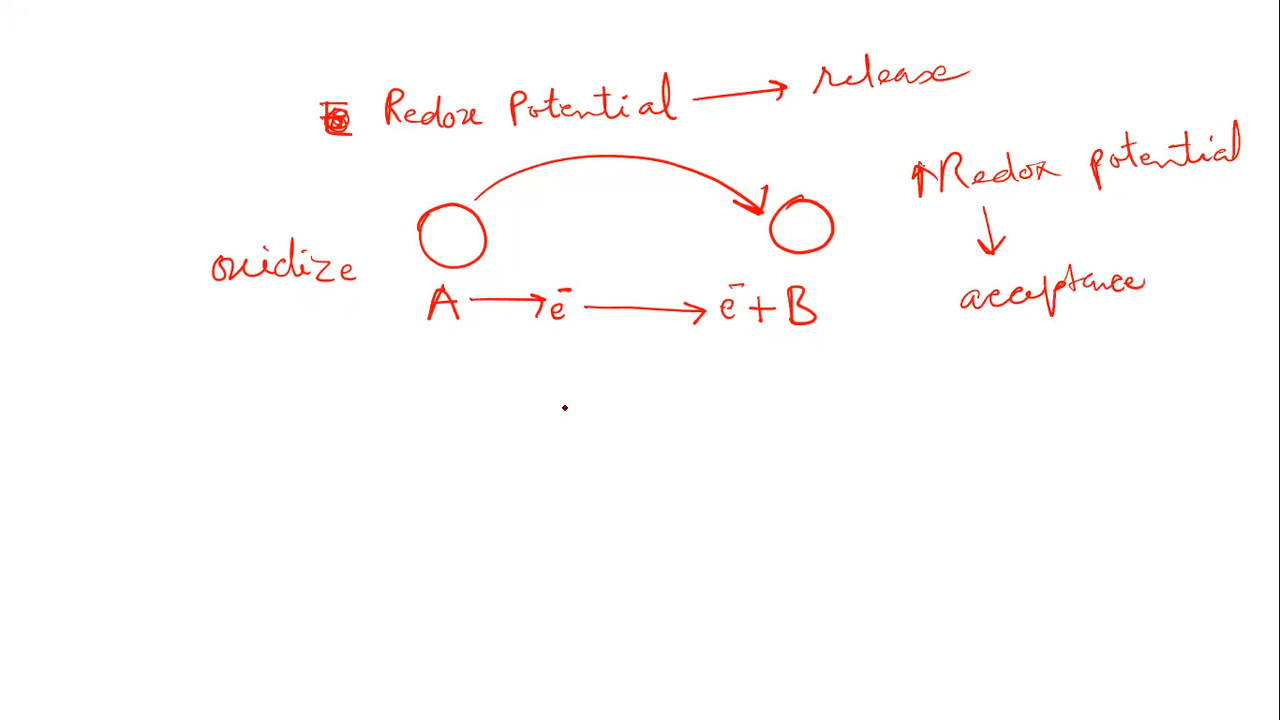 Redox Potential → release
↑Redox potential
↓
acceptance
oxidize
A → e⁻ → e⁻ + B